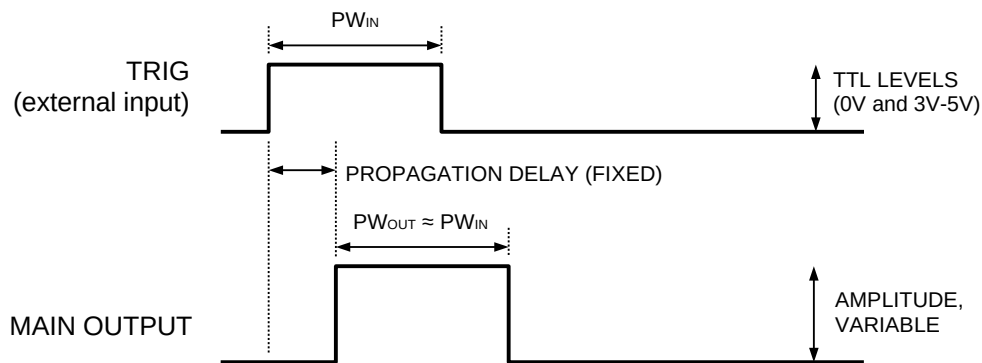 PWIN
TRIG
(external input)
TTL LEVELS
(0V and 3V-5V)
PROPAGATION DELAY (FIXED)
PWOUT ≈ PWIN
MAIN OUTPUT
AMPLITUDE,
VARIABLE